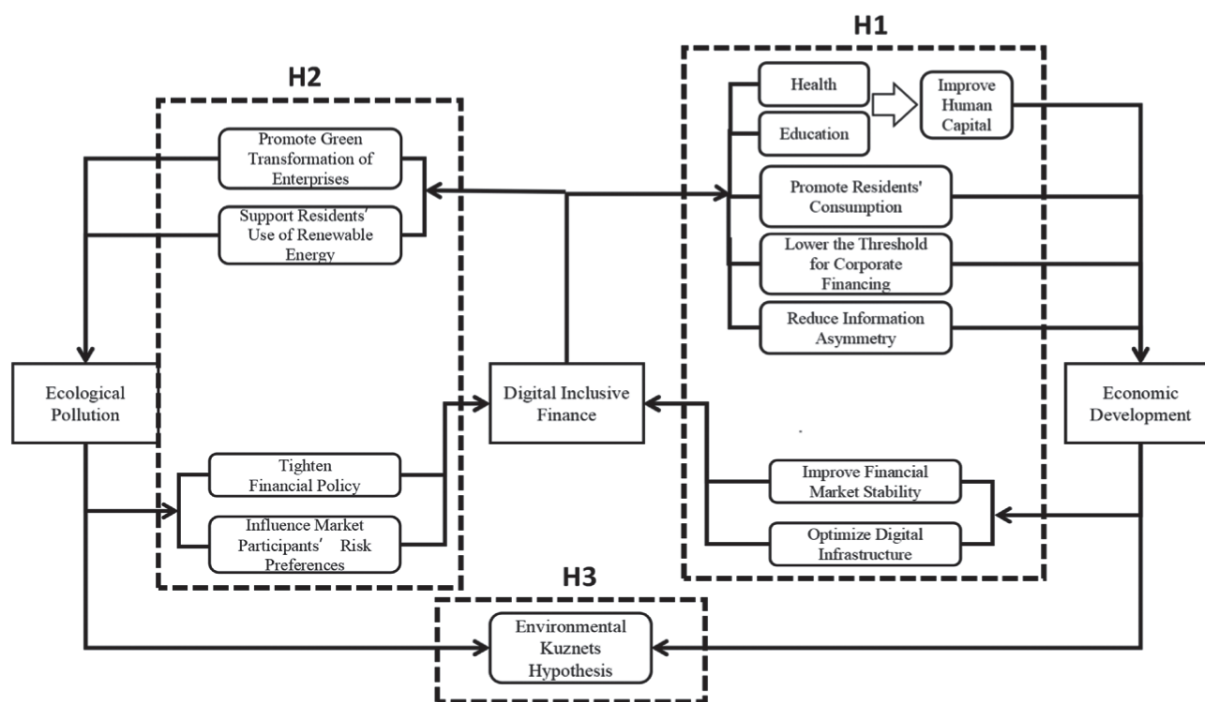 H1
H2
Health
Improve
Human
Capital
Education
Promote Green
Transformation of
Enterprises
Promote Residents'
Consumption
Support Residents'
Use of Renewable
Energy
Lower the Threshold
for Corporate
Financing
Reduce Information
Asymmetry
Ecological
Pollution
Digital Inclusive
Finance
Economic
Development
Tighten
Financial Policy
Improve Financial
Market Stability
Influence Market
Participants' Risk
Preferences
Optimize Digital
Infrastructure
H3
Environmental
Kuznets
Hypothesis